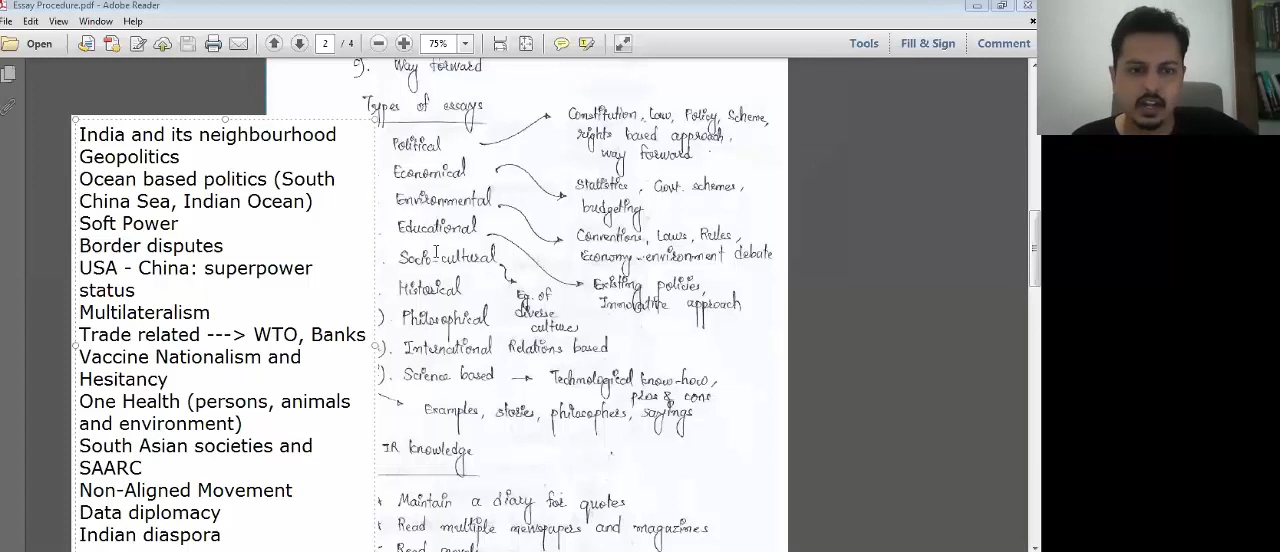 Essay Procedure.pdf - Adobe Reader
File Edit View Window Help
Open 2 / 4 75% Tools Fill & Sign Comment
). Way forward
Types of essays
Political
Constitution, Law, Policy, Scheme,
rights based approach,
way forward
Economical
Statistics, Govt. schemes,
budgeting
Environmental
Conventions, Laws, Rules,
Economy-environment debate
Educational
Existing policies,
Innovative approach
Socio-cultural
Eg. of
diverse
cultures
Historical
). Philosophical
). International Relations based
). Science based → Technological know-how,
pros & cons
Examples, stories, philosophers, sayings
IR knowledge
Maintain a diary for quotes
Read multiple newspapers and magazines
Read novels
India and its neighbourhood
Geopolitics
Ocean based politics (South
China Sea, Indian Ocean)
Soft Power
Border disputes
USA - China: superpower
status
Multilateralism
Trade related ---> WTO, Banks
Vaccine Nationalism and
Hesitancy
One Health (persons, animals
and environment)
South Asian societies and
SAARC
Non-Aligned Movement
Data diplomacy
Indian diaspora